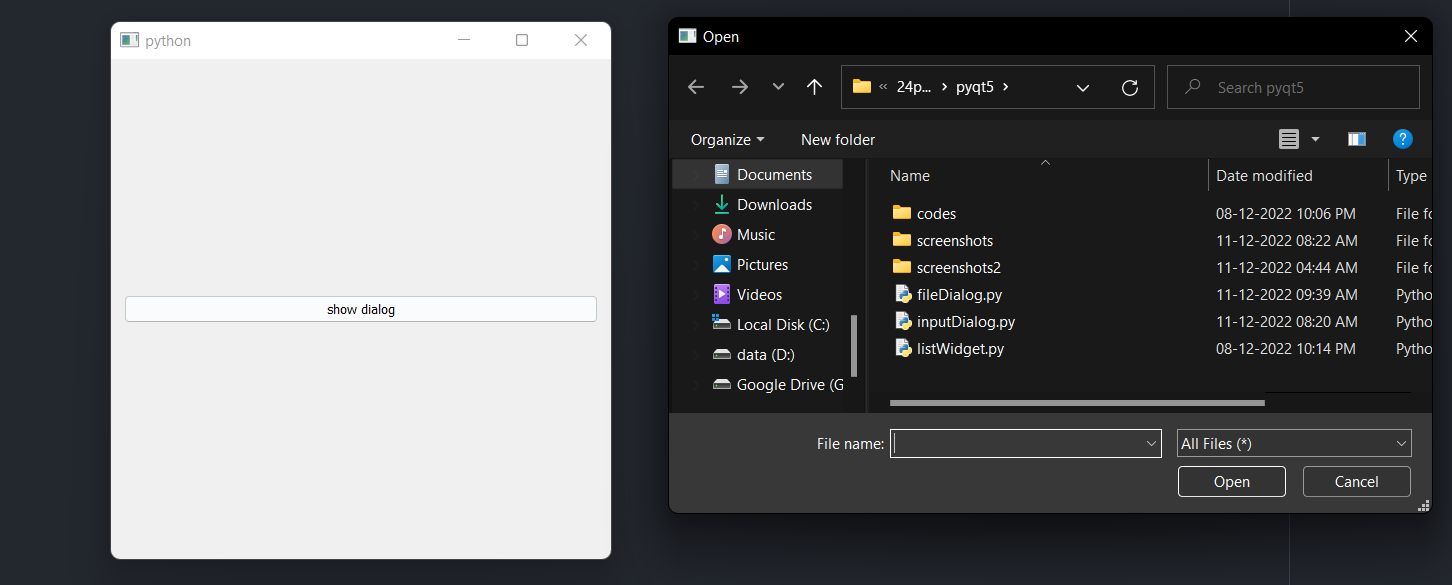 python
show dialog
Open
24p... pyqt5
Search pyqt5
Organize New folder
Documents
Downloads
Music
Pictures
Videos
Local Disk (C:)
data (D:)
Google Drive (G
Name Date modified Type
codes 08-12-2022 10:06 PM File fo
screenshots 11-12-2022 08:22 AM File fo
screenshots2 11-12-2022 04:44 AM File fo
fileDialog.py 11-12-2022 09:39 AM Pytho
inputDialog.py 11-12-2022 08:20 AM Pytho
listWidget.py 08-12-2022 10:14 PM Pytho
File name: All Files (*)
Open Cancel